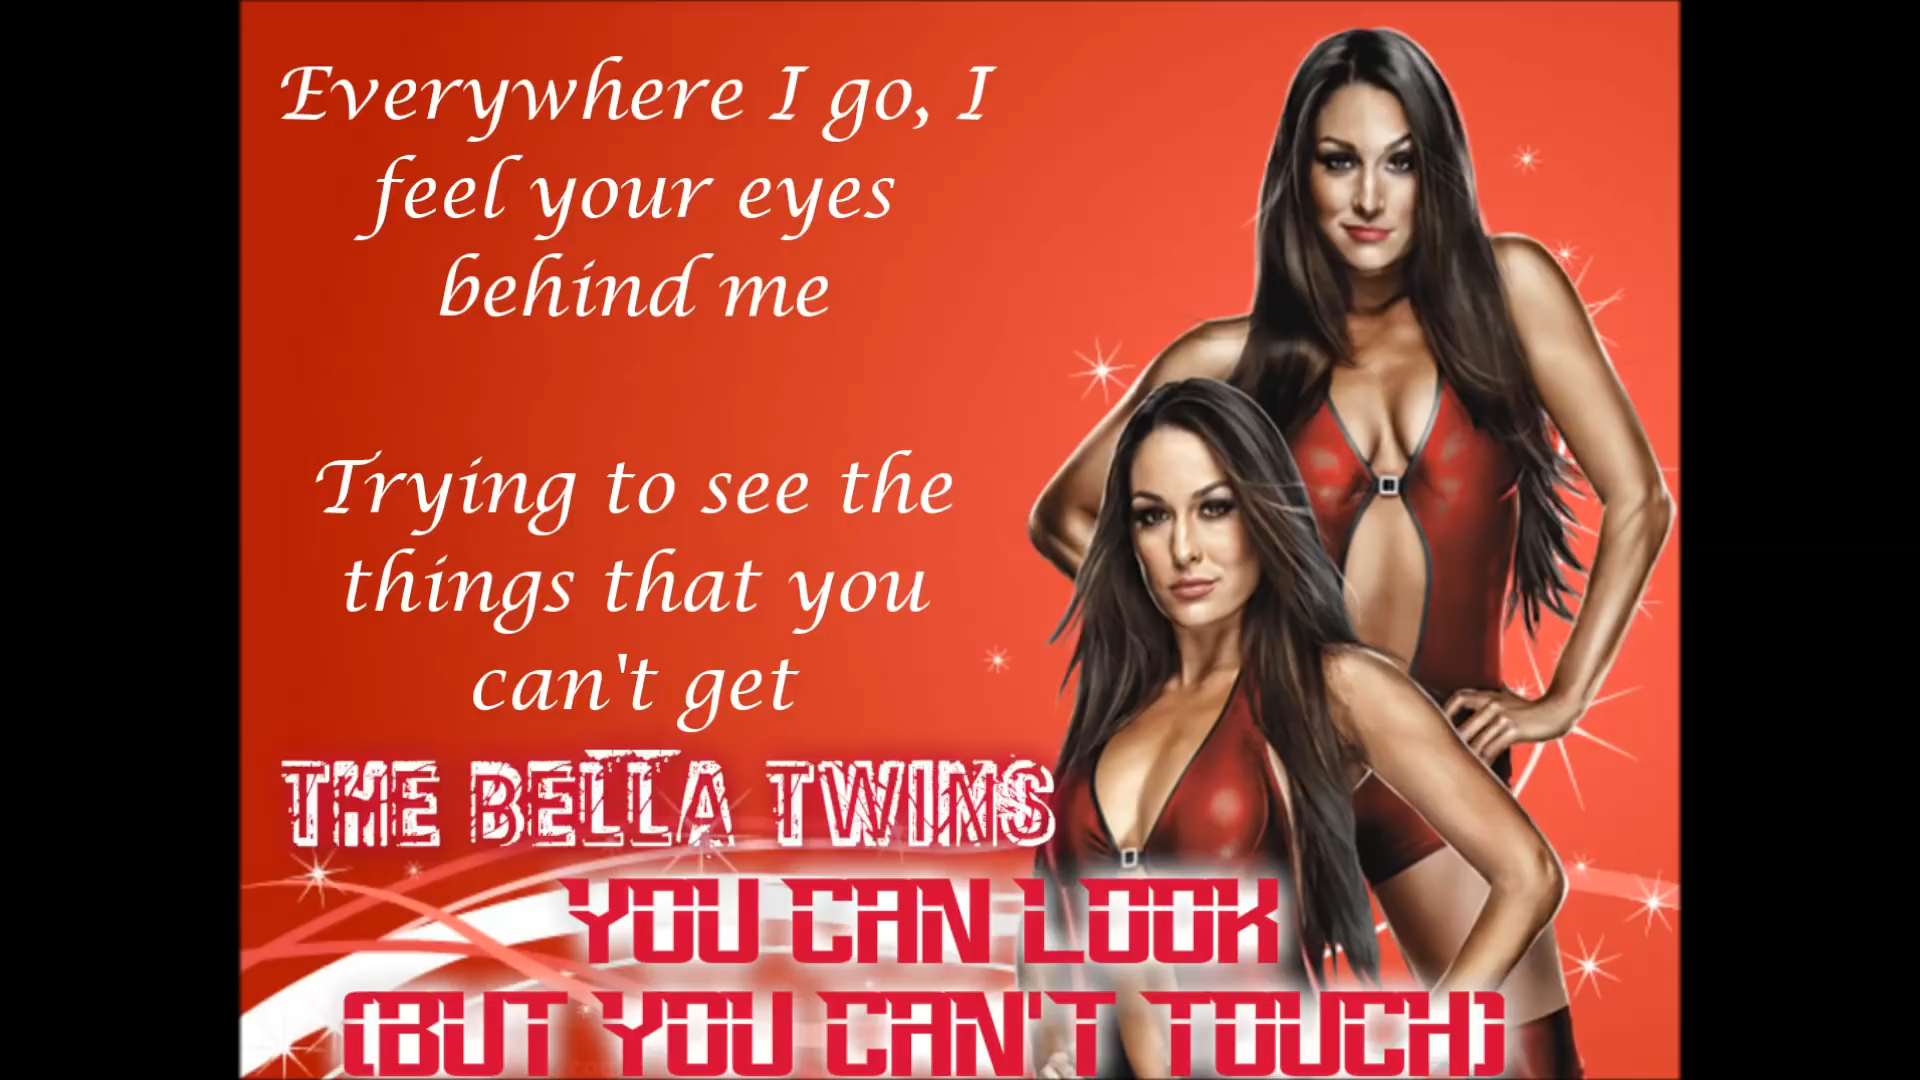 Everywhere I go, I
feel your eyes
behind me
Trying to see the
things that you
can't get
THE BELLA TWINS
YOU CAN LOOK
(BUT YOU CAN'T TOUCH)